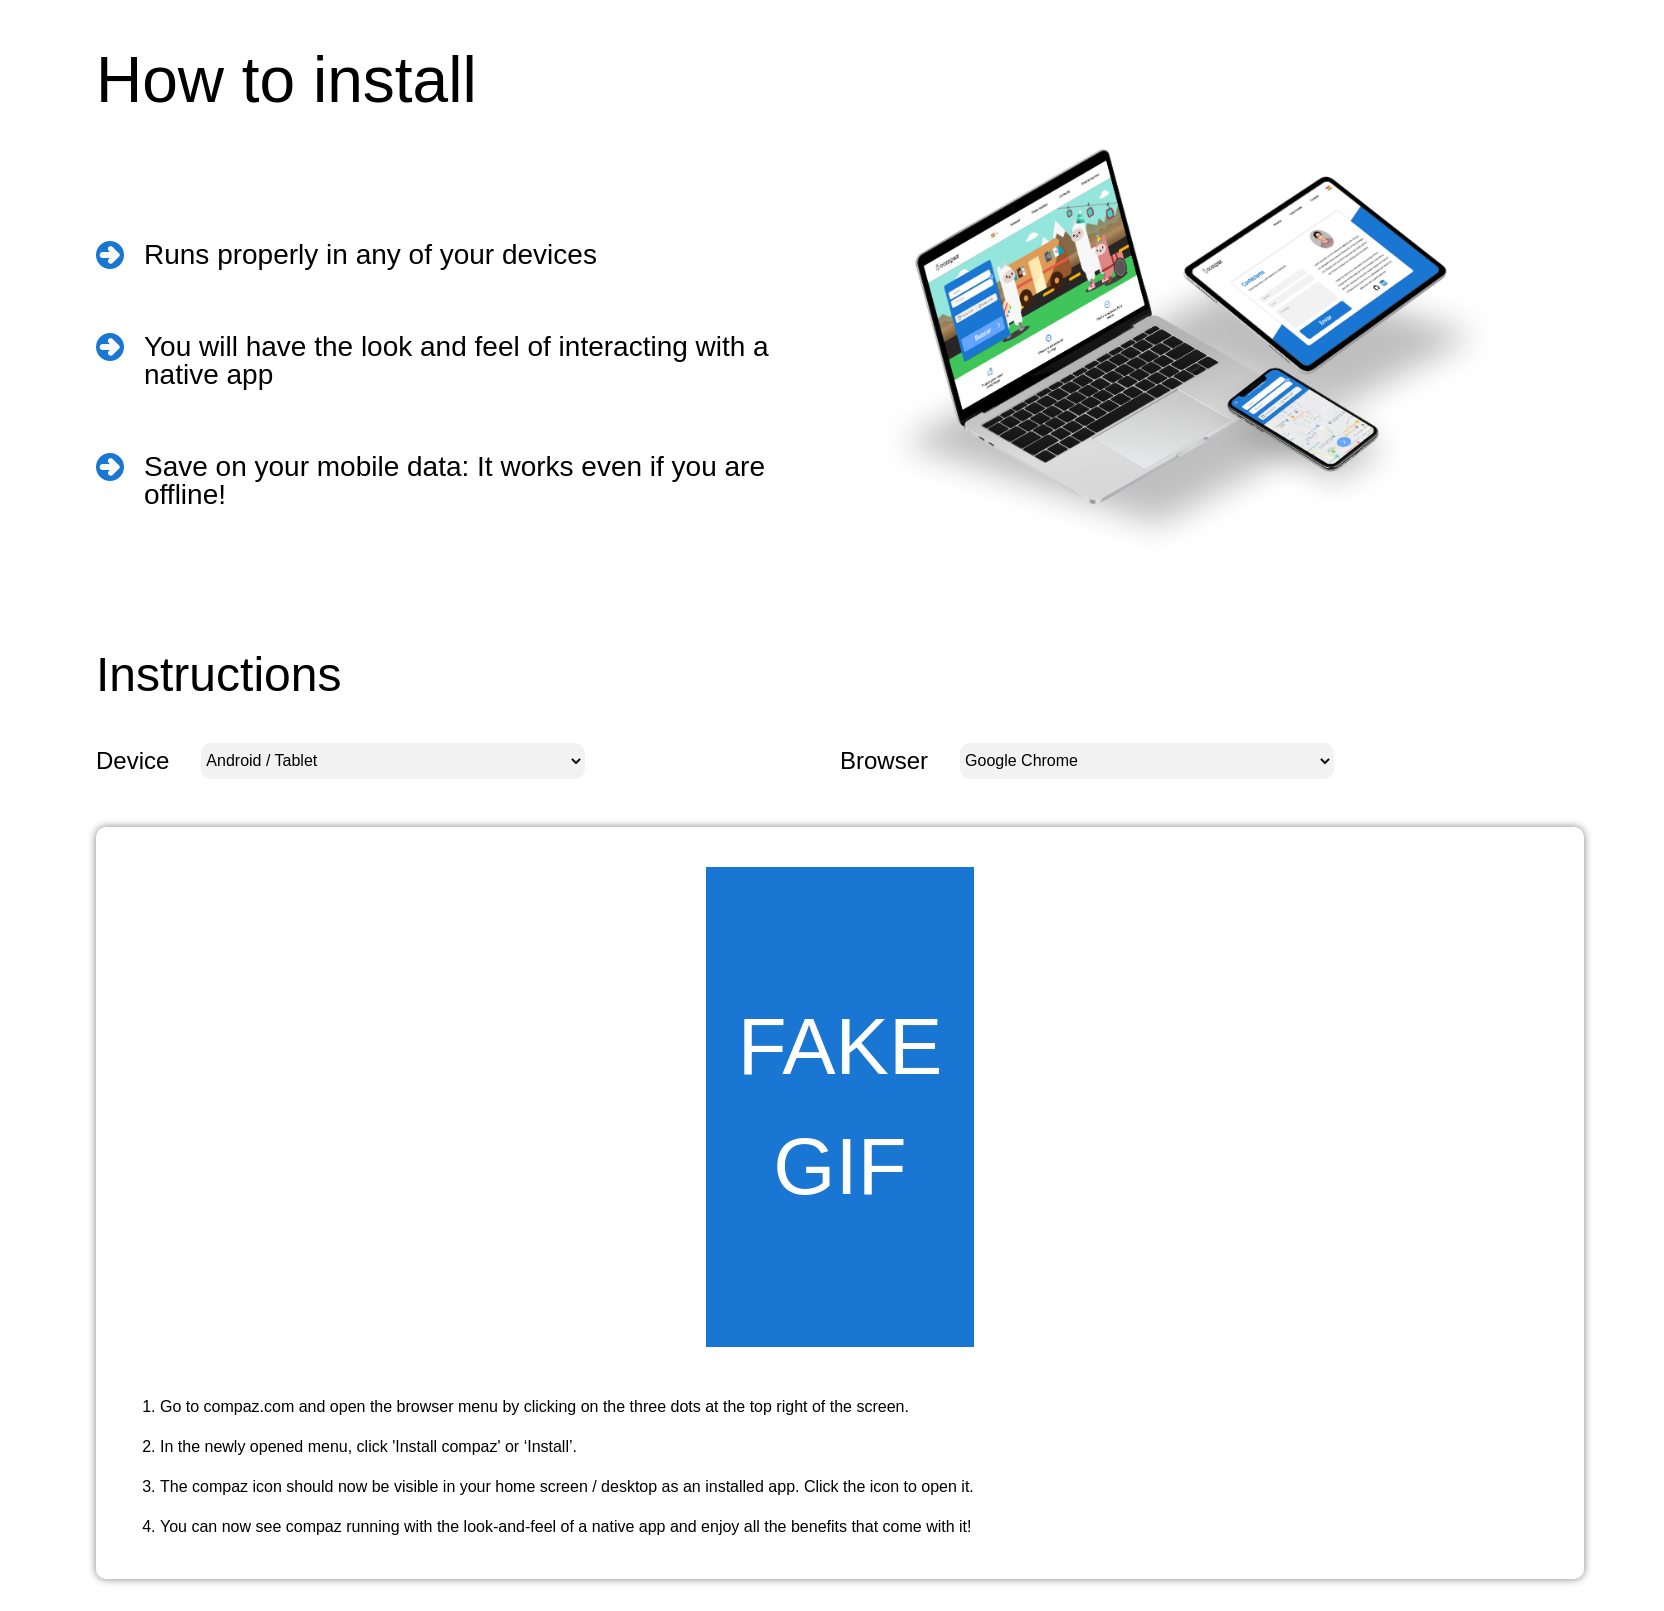 How to install
Runs properly in any of your devices
You will have the look and feel of interacting with a
native app
Save on your mobile data: It works even if you are
offline!
compaz
Buscar
compaz
Contáctame
Enviar
Instructions
Device
Android / Tablet
Browser
Google Chrome
FAKE
GIF
1. Go to compaz.com and open the browser menu by clicking on the three dots at the top right of the screen.
2. In the newly opened menu, click 'Install compaz' or ‘Install’.
3. The compaz icon should now be visible in your home screen / desktop as an installed app. Click the icon to open it.
4. You can now see compaz running with the look-and-feel of a native app and enjoy all the benefits that come with it!